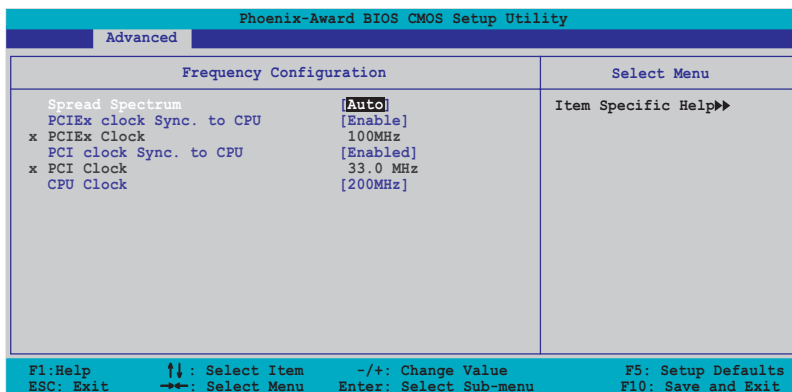 Phoenix-Award BIOS CMOS Setup Utility
Advanced
Frequency Configuration
Select Menu
Spread Spectrum [Auto]
Item Specific Help▶▶
PCIEx clock Sync. to CPU [Enable]
x PCIEx Clock 100MHz
PCI clock Sync. to CPU [Enabled]
x PCI Clock 33.0 MHz
CPU Clock [200MHz]
F1:Help ↑↓ : Select Item -/+: Change Value F5: Setup Defaults
ESC: Exit →←: Select Menu Enter: Select Sub-menu F10: Save and Exit